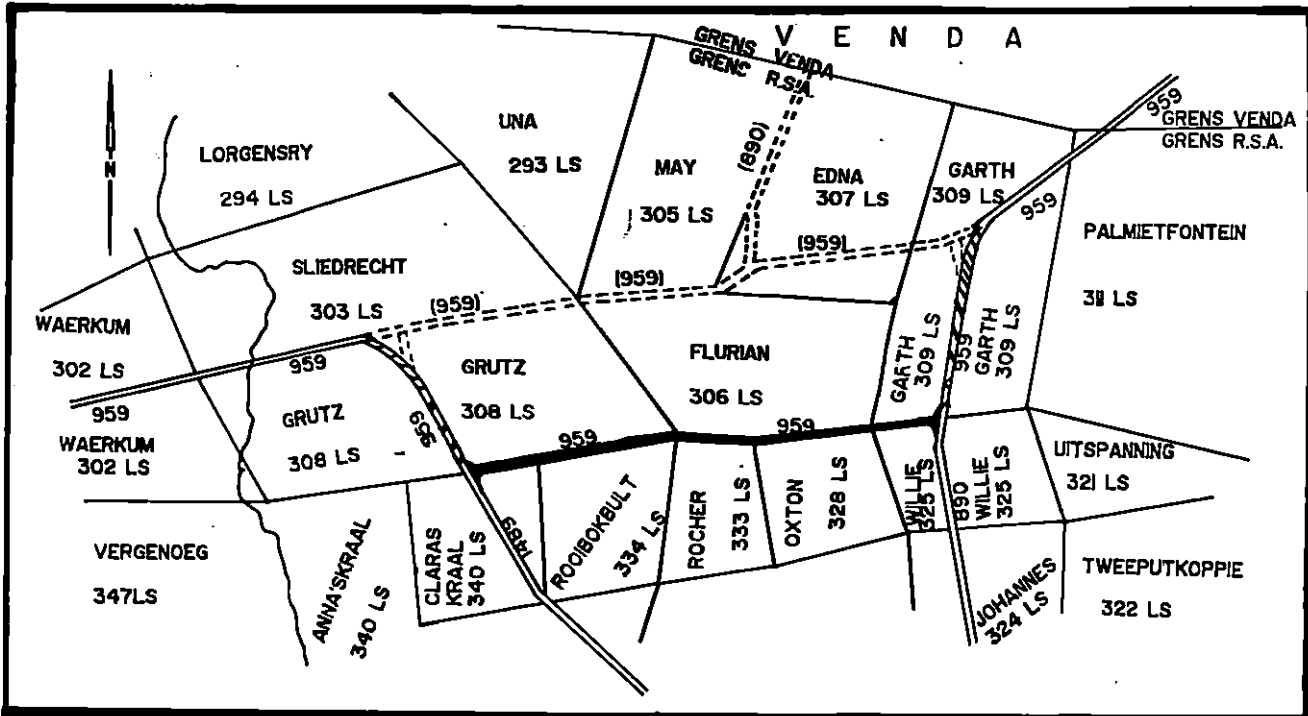 V E N D A
GRENS VENDA
GRENS R.S.A.
959
GRENS VENDA
GRENS R.S.A.
N
LORGENSRY
294 LS
UNA
293 LS
MAY
305 LS
(890)
EDNA
307 LS
GARTH
309 LS
959
PALMIETFONTEIN
311 LS
SLIEDRECHT
303 LS
(959)
(959)
(959)
WAERKUM
302 LS
959
959
WAERKUM
302 LS
GRUTZ
308 LS
959
GRUTZ
308 LS
FLURIAN
306 LS
GARTH
309 LS
959
GARTH
309 LS
959
959
VERGENOEG
347LS
ANNASKRAAL
340 LS
CLARAS
KRAAL
340 LS
1489
ROOIBOKBULT
334 LS
ROCHER
333 LS
OXTON
328 LS
WILLIE
325 LS
890
WILLIE
325 LS
UITSPANNING
321 LS
JOHANNES
324 LS
TWEEPUTKOPPIE
322 LS